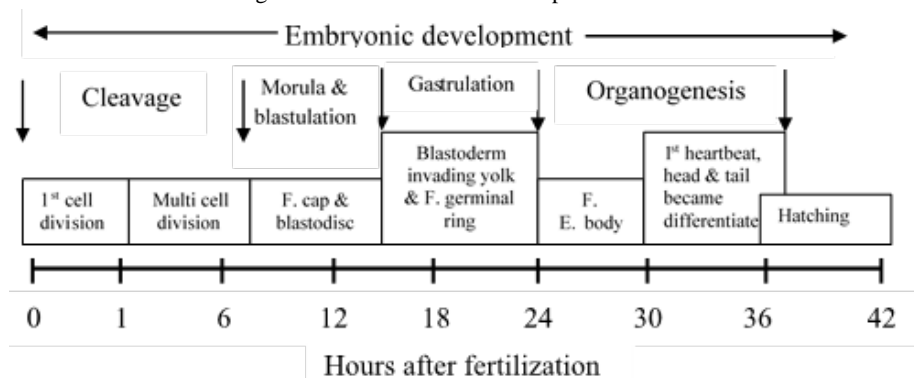 Embryonic development
Cleavage
Morula &
blastulation
Gastrulation
Organogenesis
1st cell
division
Multi cell
division
F. cap &
blastodisc
Blastoderm
invading yolk
& F. germinal
ring
F.
E. body
1st heartbeat,
head & tail
became
differentiate
Hatching
0 1 6 12 18 24 30 36 42
Hours after fertilization